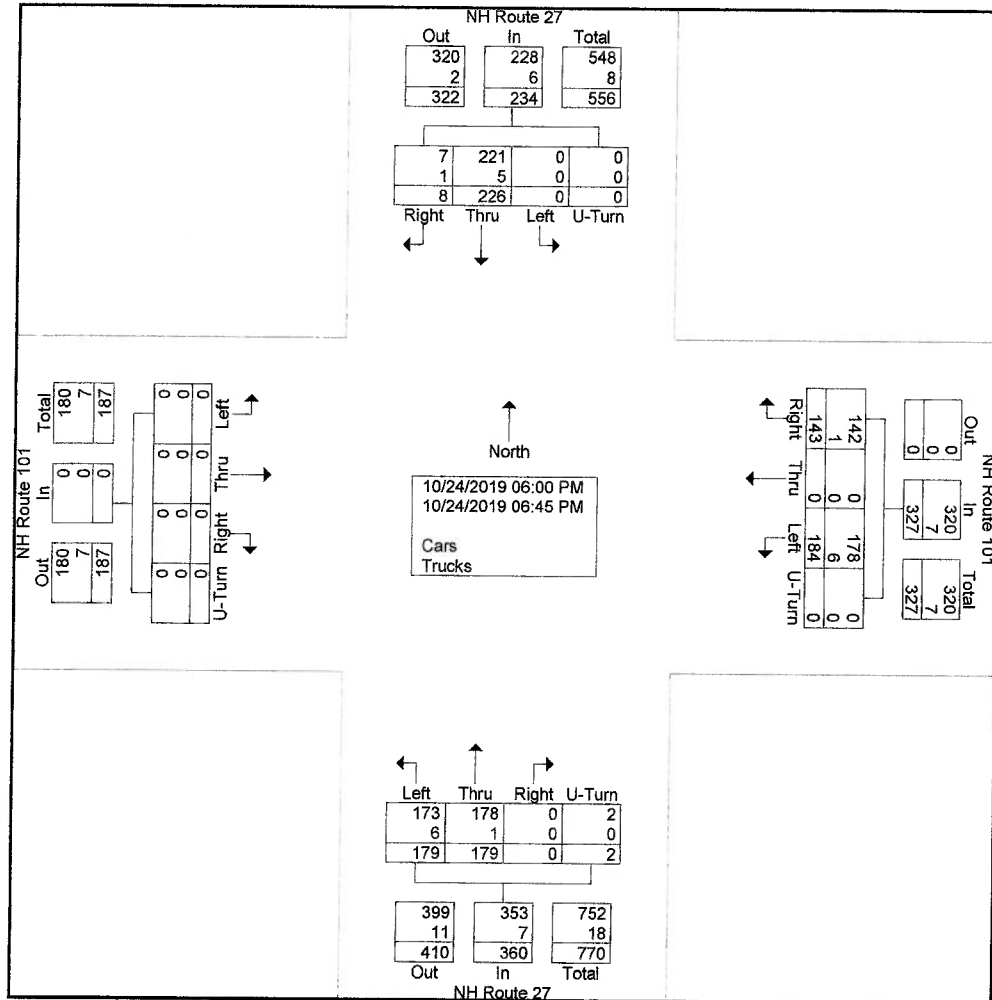 NH Route 27
Out In Total
320 228 548
2 6 8
322 234 556
7 221 0 0
1 5 0 0
8 226 0 0
Right Thru Left U-Turn
NH Route 101
Total
180 7 187
In
0 0 0
Out
180 7 187
Left
0 0 0
Thru
0 0 0
Right
0 0 0
U-Turn
0 0 0
North
10/24/2019 06:00 PM
10/24/2019 06:45 PM
Cars
Trucks
Right
142 1 143
Thru
0 0 0
Left
178 6 184
U-Turn
0 0 0
Out
0 0 0
In
320 7 327
Total
320 7 327
NH Route 101
Left Thru Right U-Turn
173 178 0 2
6 1 0 0
179 179 0 2
399 353 752
11 7 18
410 360 770
Out In Total
NH Route 27